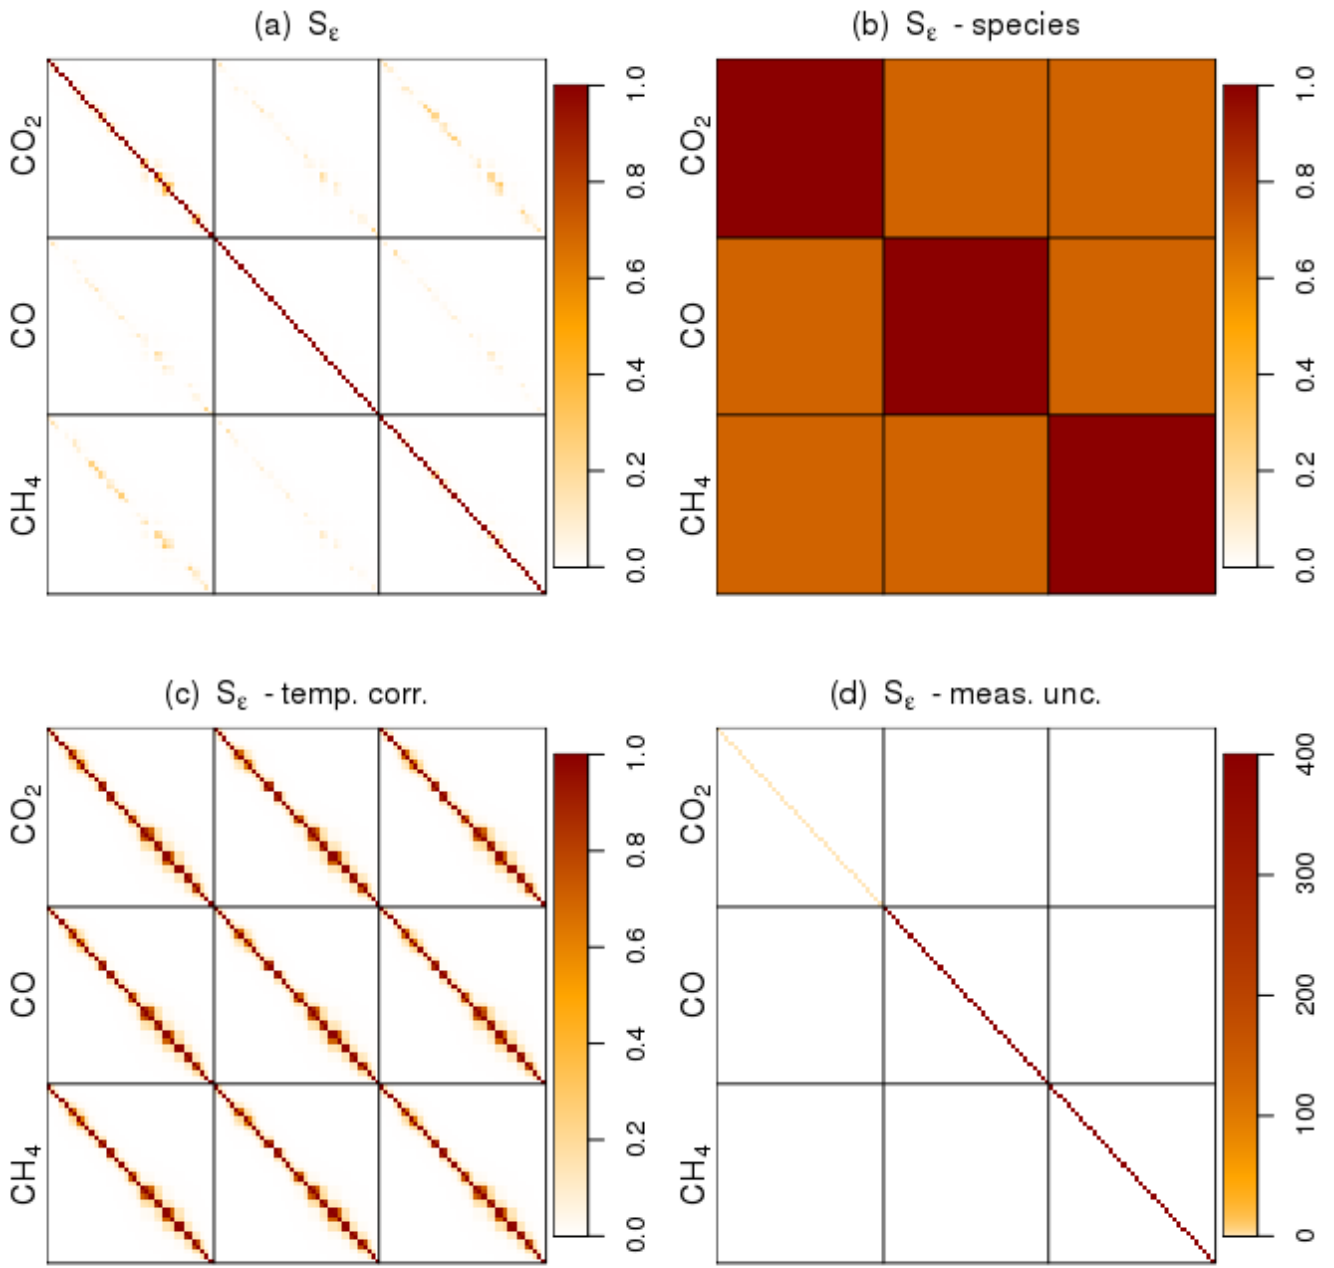 (a) Sε
(b) Sε - species
CO2
CO
CH4
0.0 0.2 0.4 0.6 0.8 1.0
CO2
CO
CH4
0.0 0.2 0.4 0.6 0.8 1.0
(c) Sε - temp. corr.
(d) Sε - meas. unc.
CO2
CO
CH4
0.0 0.2 0.4 0.6 0.8 1.0
CO2
CO
CH4
0 100 200 300 400